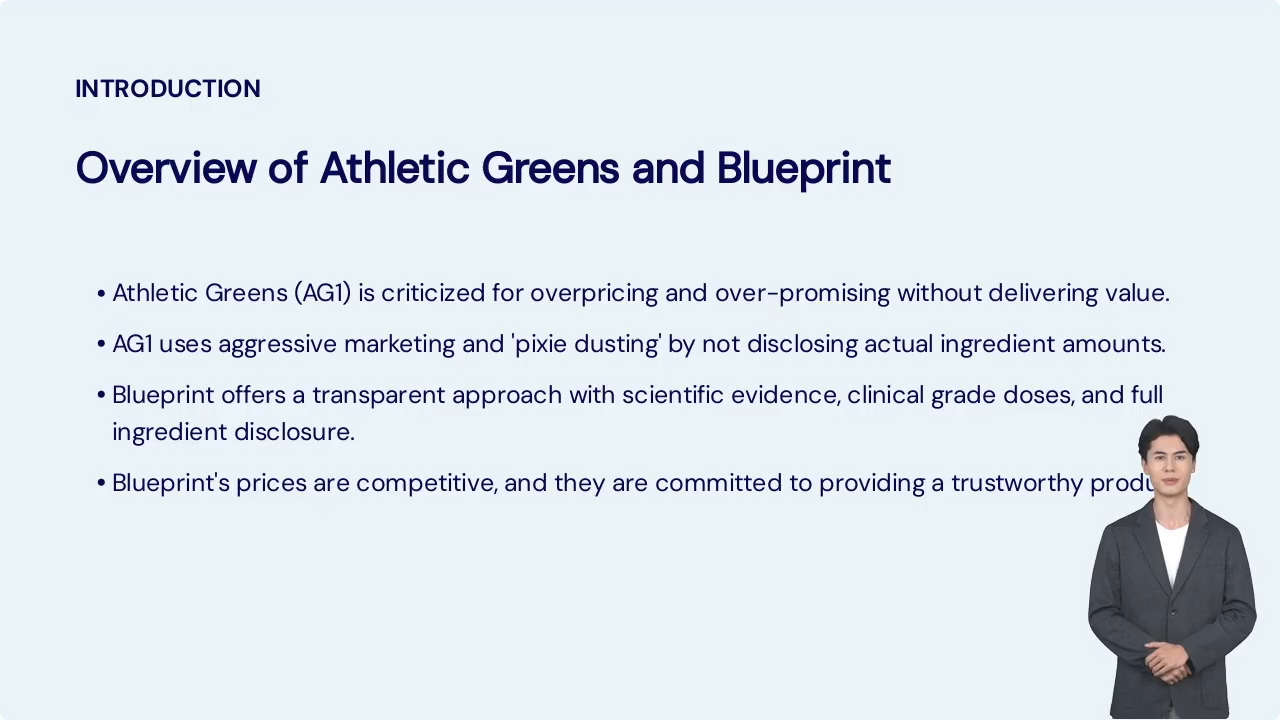 INTRODUCTION
Overview of Athletic Greens and Blueprint
• Athletic Greens (AG1) is criticized for overpricing and over-promising without delivering value.
• AG1 uses aggressive marketing and 'pixie dusting' by not disclosing actual ingredient amounts.
• Blueprint offers a transparent approach with scientific evidence, clinical grade doses, and full
ingredient disclosure.
• Blueprint's prices are competitive, and they are committed to providing a trustworthy